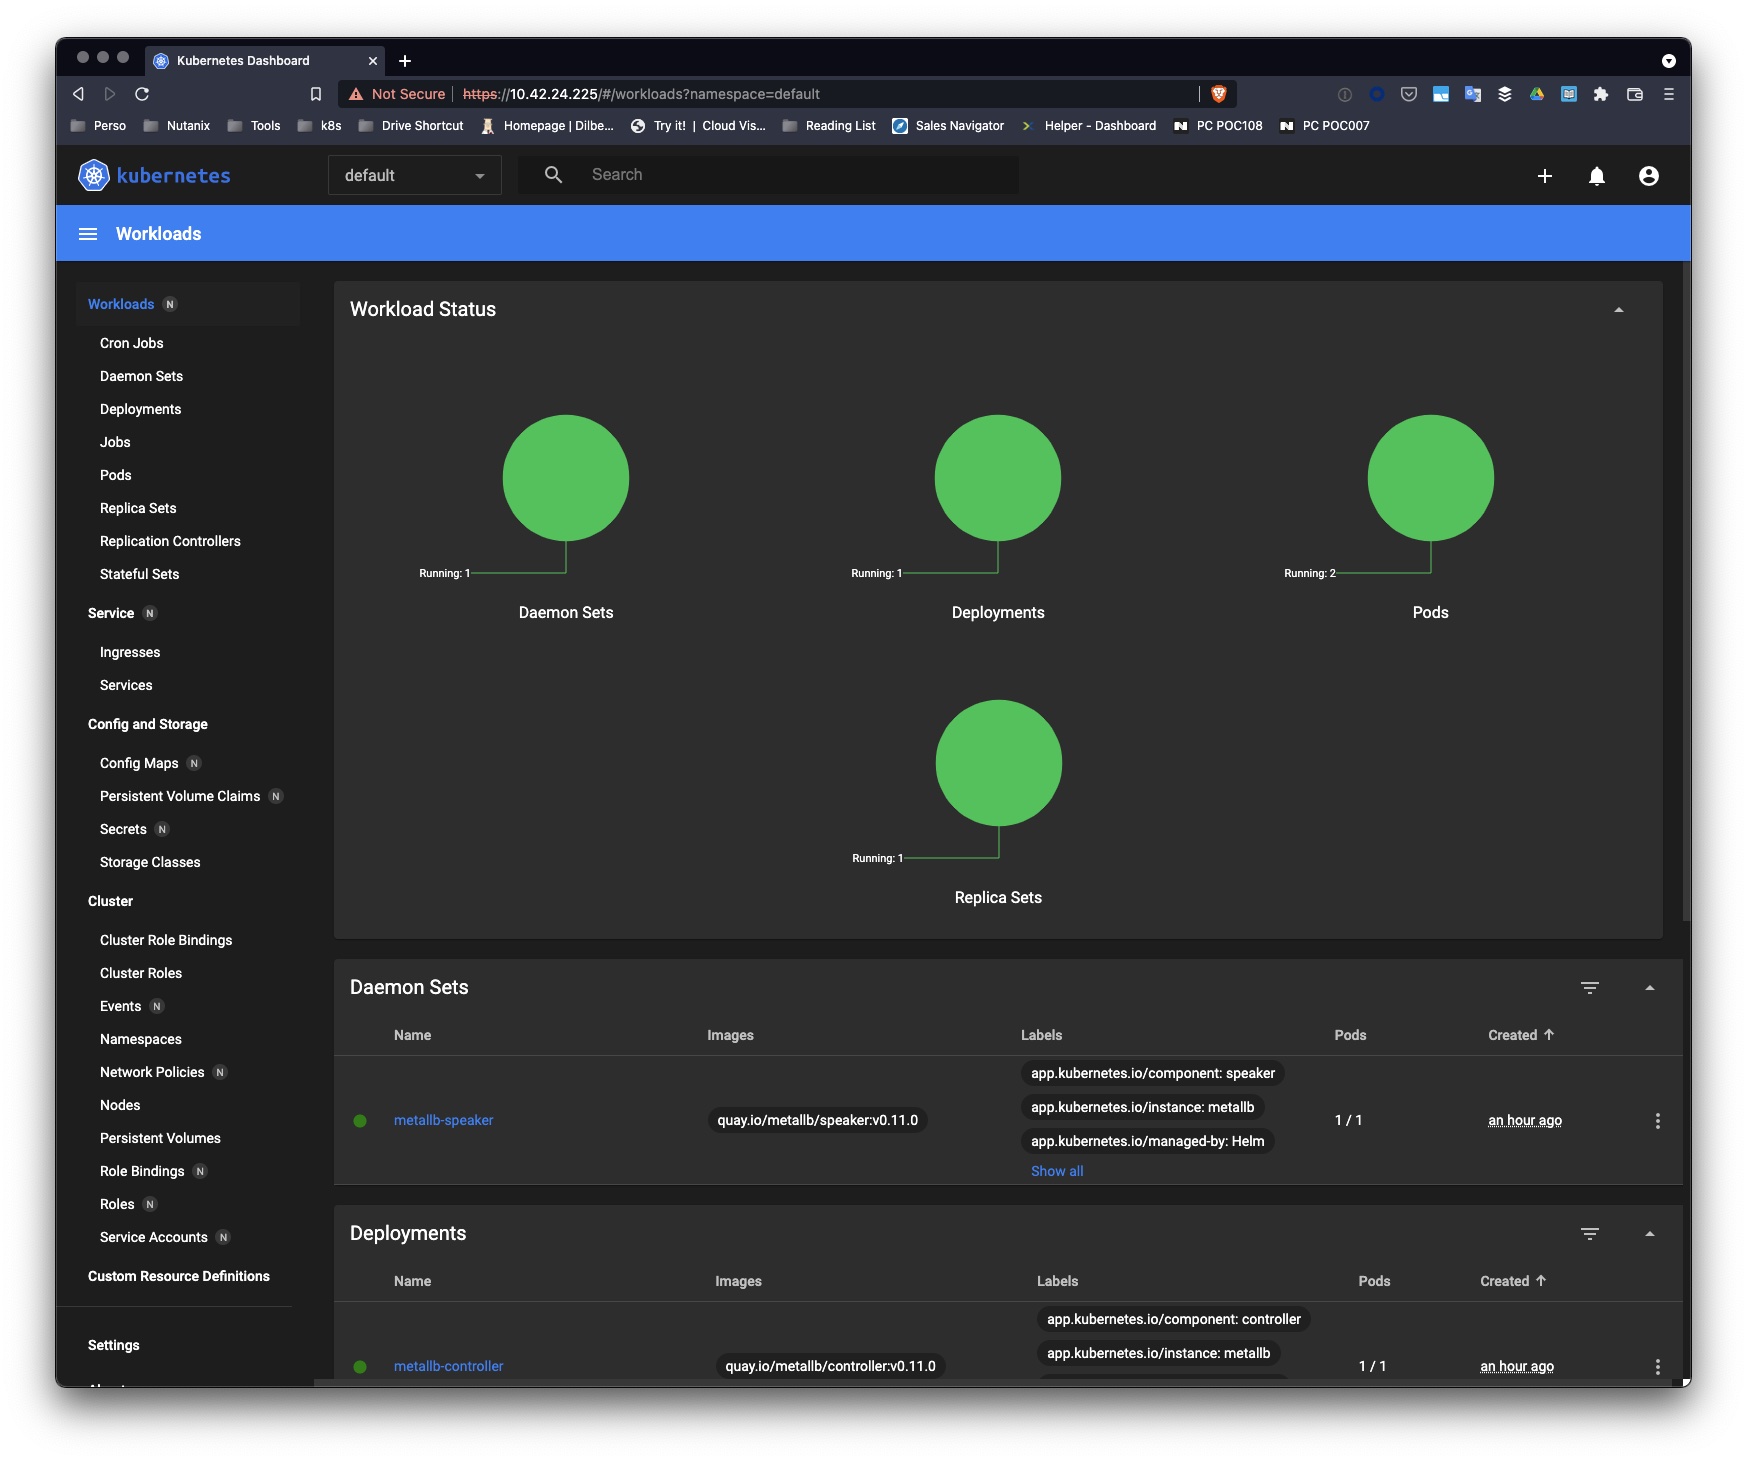 Kubernetes Dashboard
Not Secure https://10.42.24.225/#/workloads?namespace=default
Perso Nutanix Tools k8s Drive Shortcut Homepage | Dilbe... Try it! | Cloud Vis... Reading List Sales Navigator Helper - Dashboard PC POC108 PC POC007
kubernetes default Search
Workloads
Workloads N
Cron Jobs
Daemon Sets
Deployments
Jobs
Pods
Replica Sets
Replication Controllers
Stateful Sets
Service N
Ingresses
Services
Config and Storage
Config Maps N
Persistent Volume Claims N
Secrets N
Storage Classes
Cluster
Cluster Role Bindings
Cluster Roles
Events N
Namespaces
Network Policies N
Nodes
Persistent Volumes
Role Bindings N
Roles N
Service Accounts N
Custom Resource Definitions
Settings
Workload Status
Running: 1
Daemon Sets
Running: 1
Deployments
Running: 2
Pods
Running: 1
Replica Sets
Daemon Sets
Name Images Labels Pods Created
metallb-speaker quay.io/metallb/speaker:v0.11.0
app.kubernetes.io/component: speaker
app.kubernetes.io/instance: metallb
app.kubernetes.io/managed-by: Helm
Show all
1 / 1 an hour ago
Deployments
Name Images Labels Pods Created
metallb-controller quay.io/metallb/controller:v0.11.0
app.kubernetes.io/component: controller
app.kubernetes.io/instance: metallb
1 / 1 an hour ago